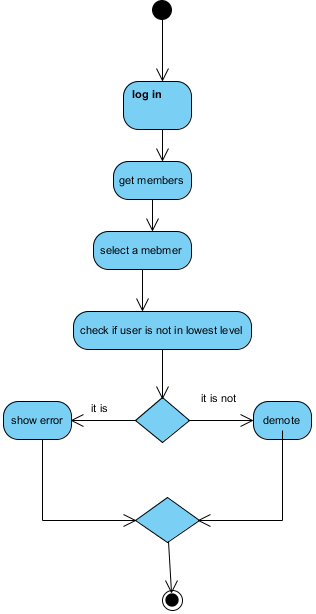 log in
get members
select a mebmer
check if user is not in lowest level
it is
it is not
show error
demote